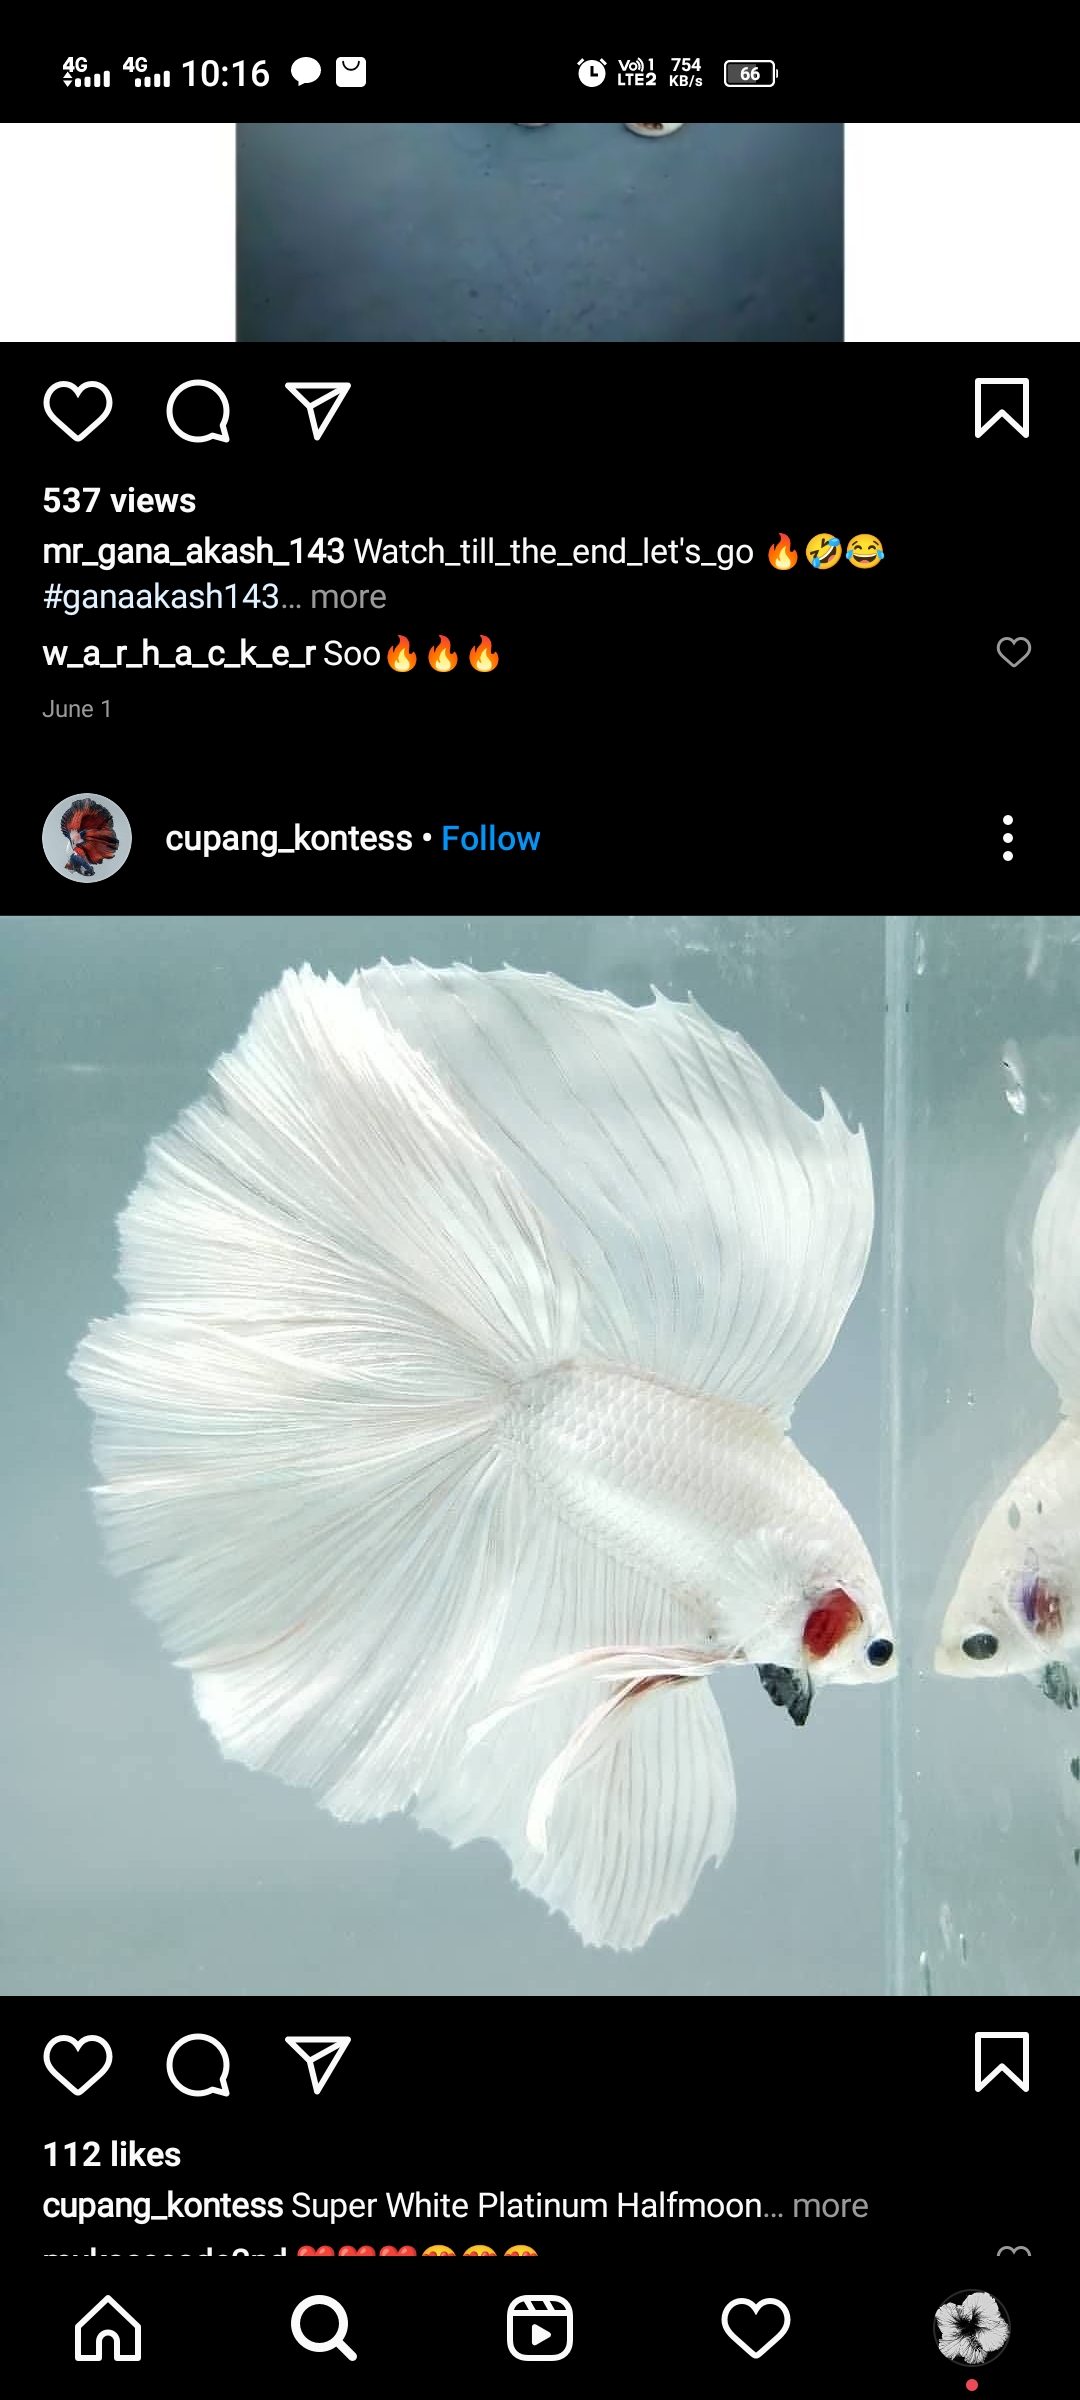 4G 4G 10:16 Vo) 1 LTE2 754 KB/s 66
537 views
mr_gana_akash_143 Watch_till_the_end_let's_go 🔥🤣😂
#ganaakash143... more
w_a_r_h_a_c_k_e_r Soo🔥🔥🔥
June 1
cupang_kontess • Follow
112 likes
cupang_kontess Super White Platinum Halfmoon... more